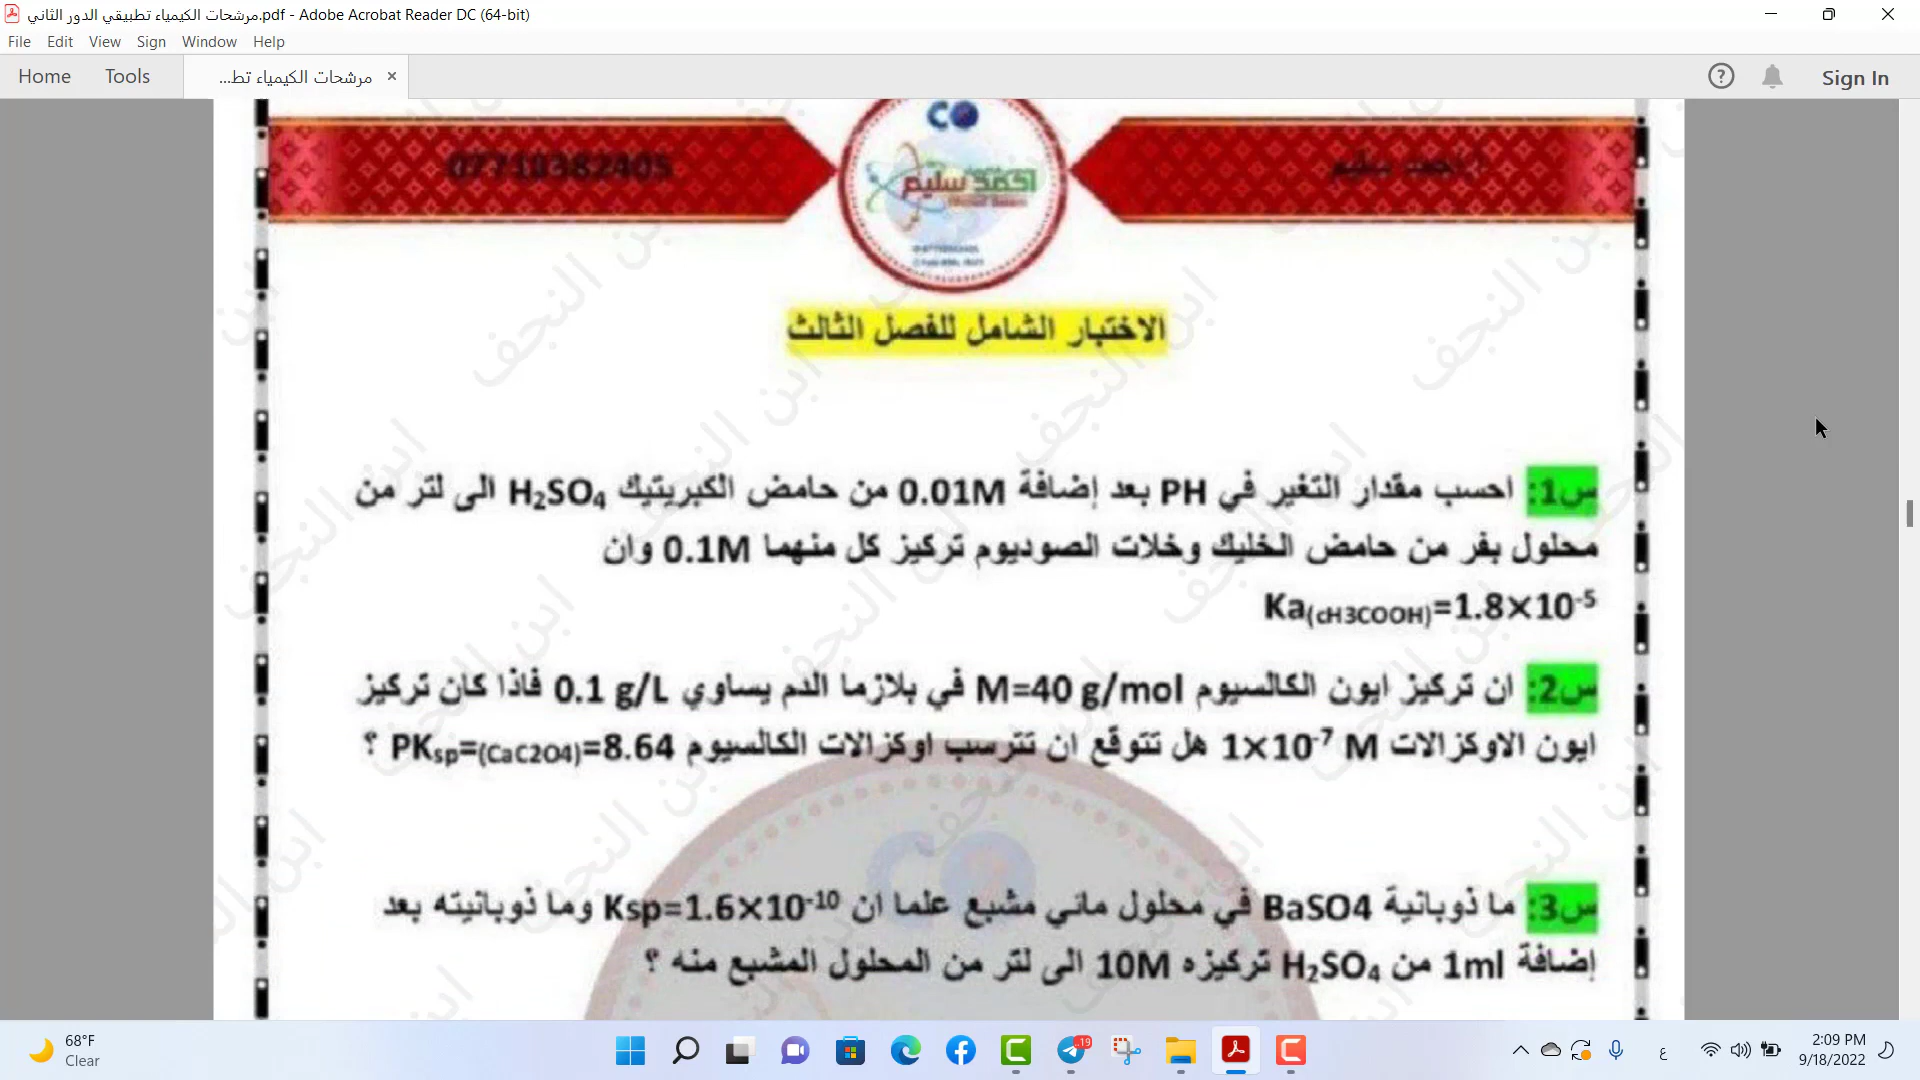 مرشحات الكيمياء تطبيقي الدور الثاني.pdf - Adobe Acrobat Reader DC (64-bit)
File Edit View Sign Window Help
Home Tools مرشحات الكيمياء تط... × Sign In
07710382405
CO
احمد سليم
الاختبار الشامل للفصل الثالث
س1: احسب مقدار التغير في PH بعد إضافة 0.01M من حامض الكبريتيك H₂SO₄ الى لتر من
محلول بفر من حامض الخليك وخلات الصوديوم تركيز كل منهما 0.1M وان
Ka(cH3COOH)=1.8×10⁻⁵
س2: ان تركيز ايون الكالسيوم M=40 g/mol في بلازما الدم يساوي 0.1 g/L فاذا كان تركيز
ايون الاوكزالات 1×10⁻⁷ M هل تتوقع ان تترسب اوكزالات الكالسيوم PKsp=(CaC2O4)=8.64 ؟
س3: ما ذوبانية BaSO4 في محلول مائي مشبع علما ان Ksp=1.6×10⁻¹⁰ وما ذوبانيته بعد
إضافة 1ml من H₂SO₄ تركيزه 10M الى لتر من المحلول المشبع منه ؟
ابن النجف
68°F
Clear
19
ع
2:09 PM
9/18/2022